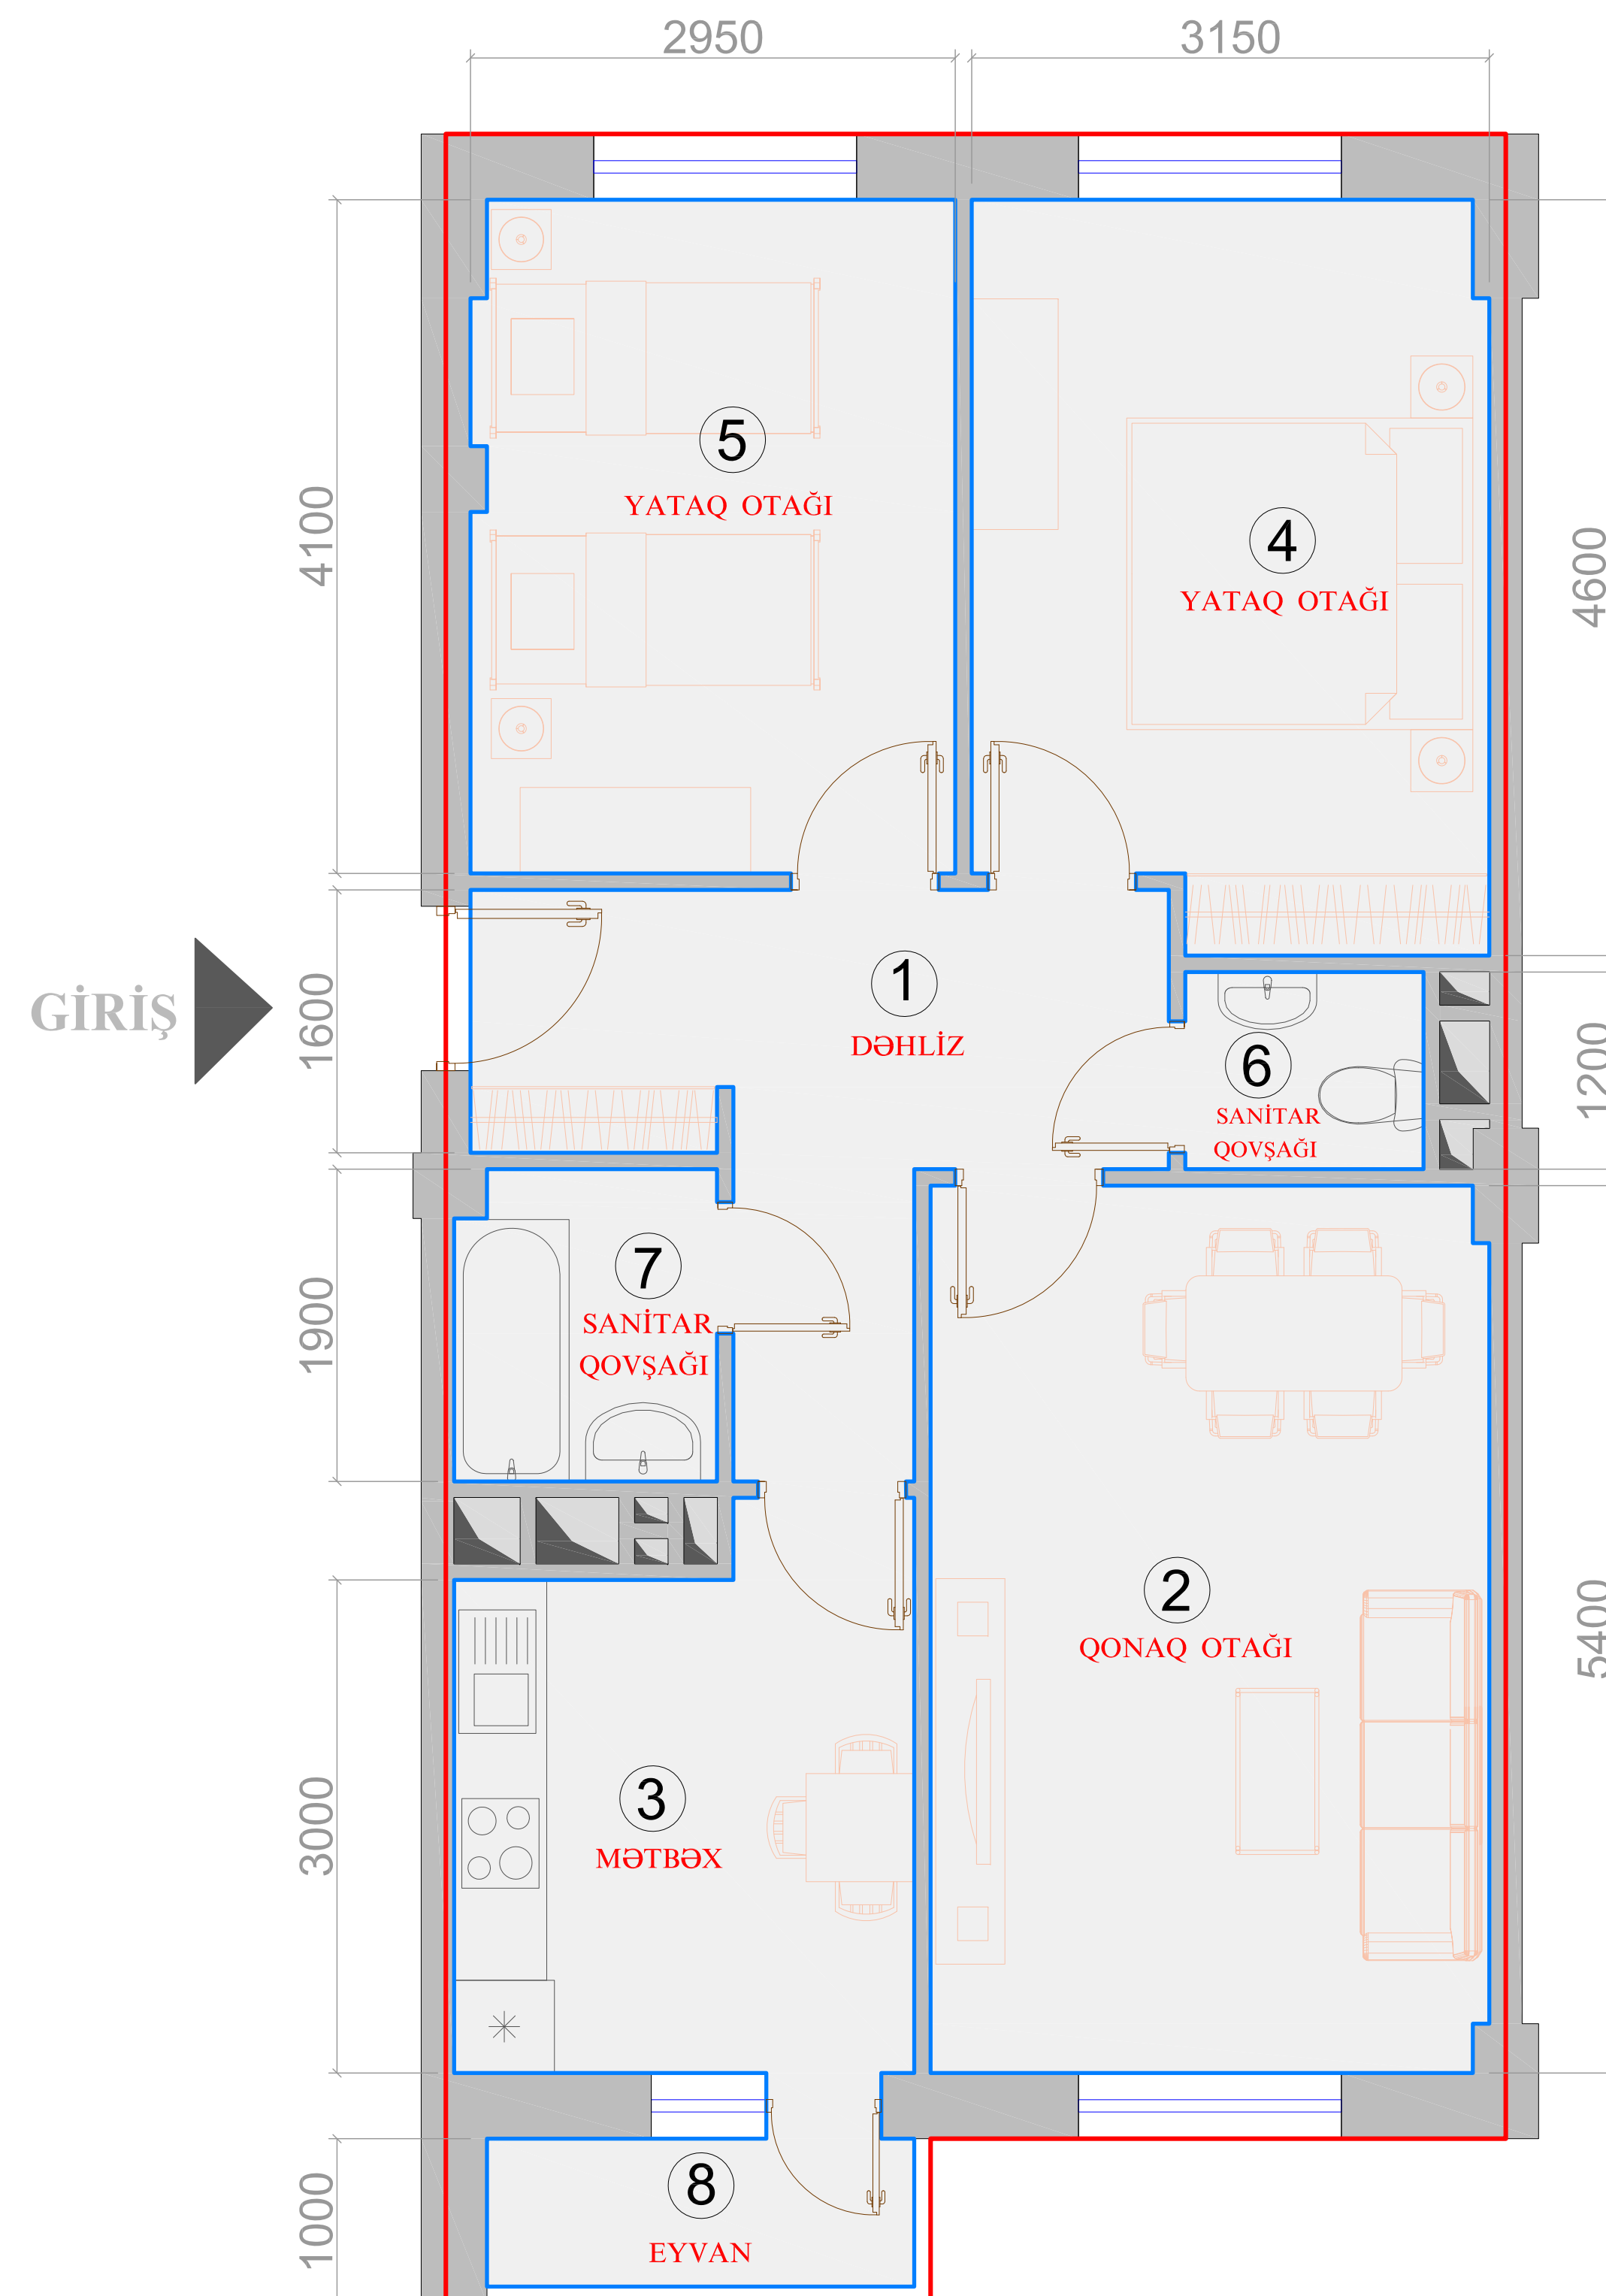 2950
3150
5
YATAQ OTAĞI
4
YATAQ OTAĞI
4100
4600
GİRİŞ
1600
1
DƏHLİZ
6
SANİTAR
QOVŞAĞI
1200
1900
7
SANİTAR
QOVŞAĞI
2
QONAQ OTAĞI
5400
3000
3
MƏTBƏX
8
EYVAN
1000